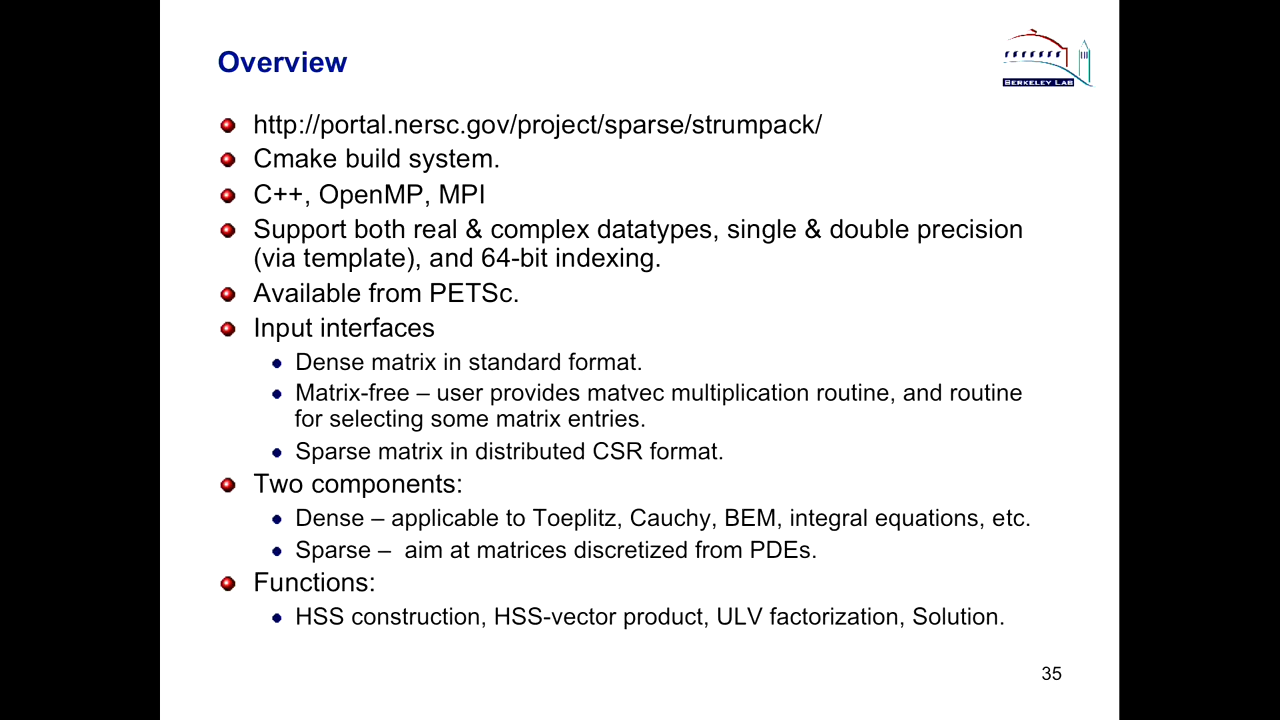 Overview
BERKELEY LAB
http://portal.nersc.gov/project/sparse/strumpack/
Cmake build system.
C++, OpenMP, MPI
Support both real & complex datatypes, single & double precision
(via template), and 64-bit indexing.
Available from PETSc.
Input interfaces
Dense matrix in standard format.
Matrix-free – user provides matvec multiplication routine, and routine
for selecting some matrix entries.
Sparse matrix in distributed CSR format.
Two components:
Dense – applicable to Toeplitz, Cauchy, BEM, integral equations, etc.
Sparse – aim at matrices discretized from PDEs.
Functions:
HSS construction, HSS-vector product, ULV factorization, Solution.
35